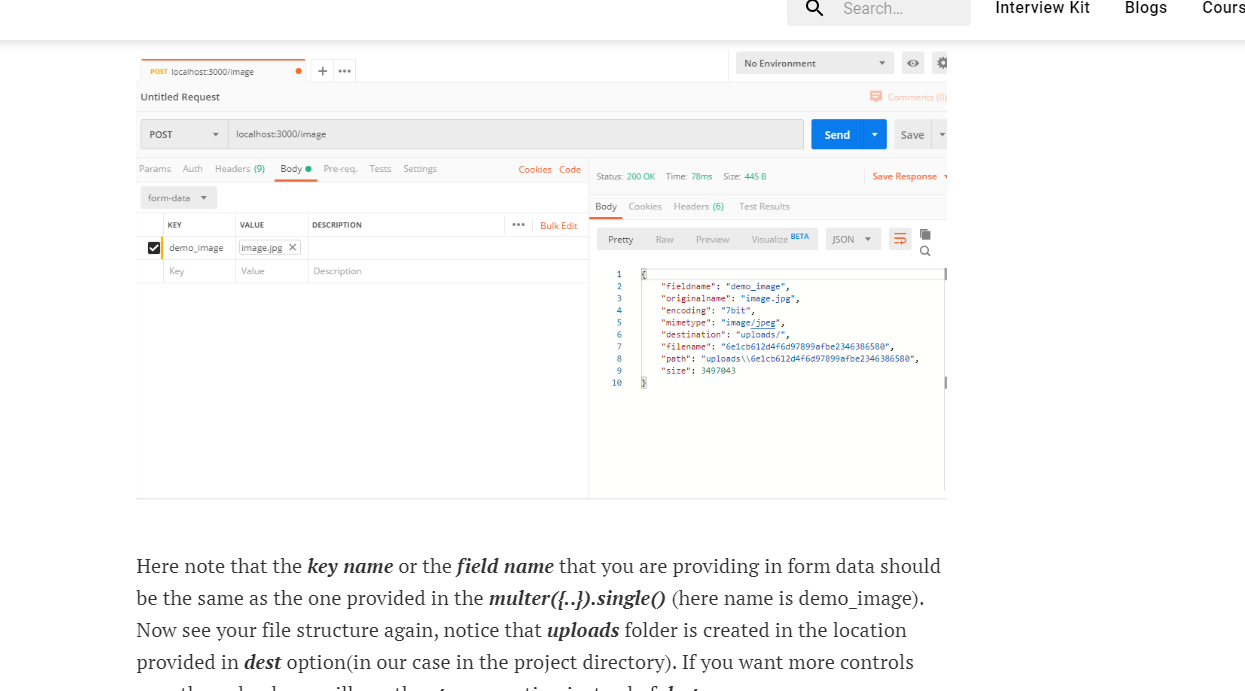 Search...
Interview Kit
Blogs
Cours
POST localhost:3000/image
No Environment
Untitled Request
Comments (0)
POST
localhost:3000/image
Send
Save
Params Auth Headers (9) Body Pre-req. Tests Settings
Cookies Code
Status: 200 OK Time: 78ms Size: 445 B
Save Response
form-data
Body Cookies Headers (6) Test Results
KEY VALUE DESCRIPTION
Bulk Edit
demo_image image.jpg
Key Value Description
Pretty Raw Preview Visualize BETA
JSON
1 {
2 "fieldname": "demo_image",
3 "originalname": "image.jpg",
4 "encoding": "7bit",
5 "mimetype": "image/jpeg",
6 "destination": "uploads/",
7 "filename": "6e1cb612d4f6d97899afbe2346386580",
8 "path": "uploads\\6e1cb612d4f6d97899afbe2346386580",
9 "size": 3497043
10 }
Here note that the key name or the field name that you are providing in form data should
be the same as the one provided in the multer({..}).single() (here name is demo_image).
Now see your file structure again, notice that uploads folder is created in the location
provided in dest option(in our case in the project directory). If you want more controls